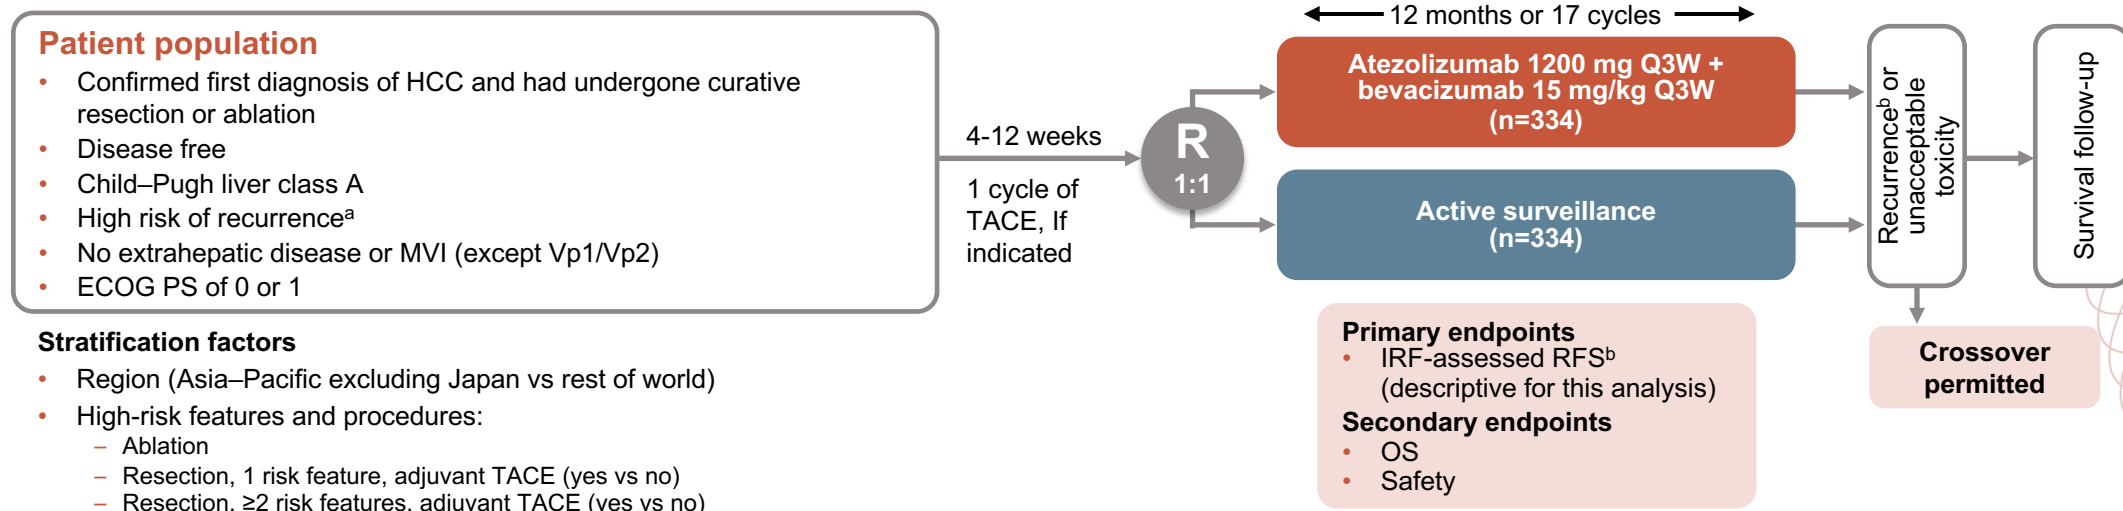 Patient population
• Confirmed first diagnosis of HCC and had undergone curative
resection or ablation
• Disease free
• Child–Pugh liver class A
• High risk of recurrenceᵃ
• No extrahepatic disease or MVI (except Vp1/Vp2)
• ECOG PS of 0 or 1
Stratification factors
• Region (Asia–Pacific excluding Japan vs rest of world)
• High-risk features and procedures:
– Ablation
– Resection, 1 risk feature, adjuvant TACE (yes vs no)
– Resection, ≥2 risk features, adjuvant TACE (yes vs no)
4-12 weeks
1 cycle of
TACE, If
indicated
R
1:1
12 months or 17 cycles
Atezolizumab 1200 mg Q3W +
bevacizumab 15 mg/kg Q3W
(n=334)
Active surveillance
(n=334)
Primary endpoints
• IRF-assessed RFSᵇ
(descriptive for this analysis)
Secondary endpoints
• OS
• Safety
Recurrenceᵇ or
unacceptable
toxicity
Crossover
permitted
Survival follow-up